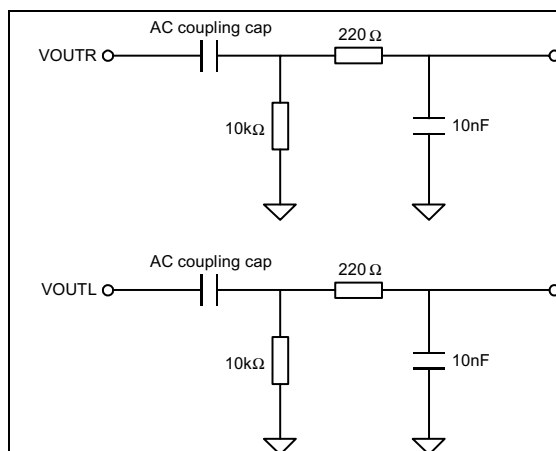 AC coupling cap
220 Ω
VOUTR
10kΩ
10nF
AC coupling cap
220 Ω
VOUTL
10kΩ
10nF